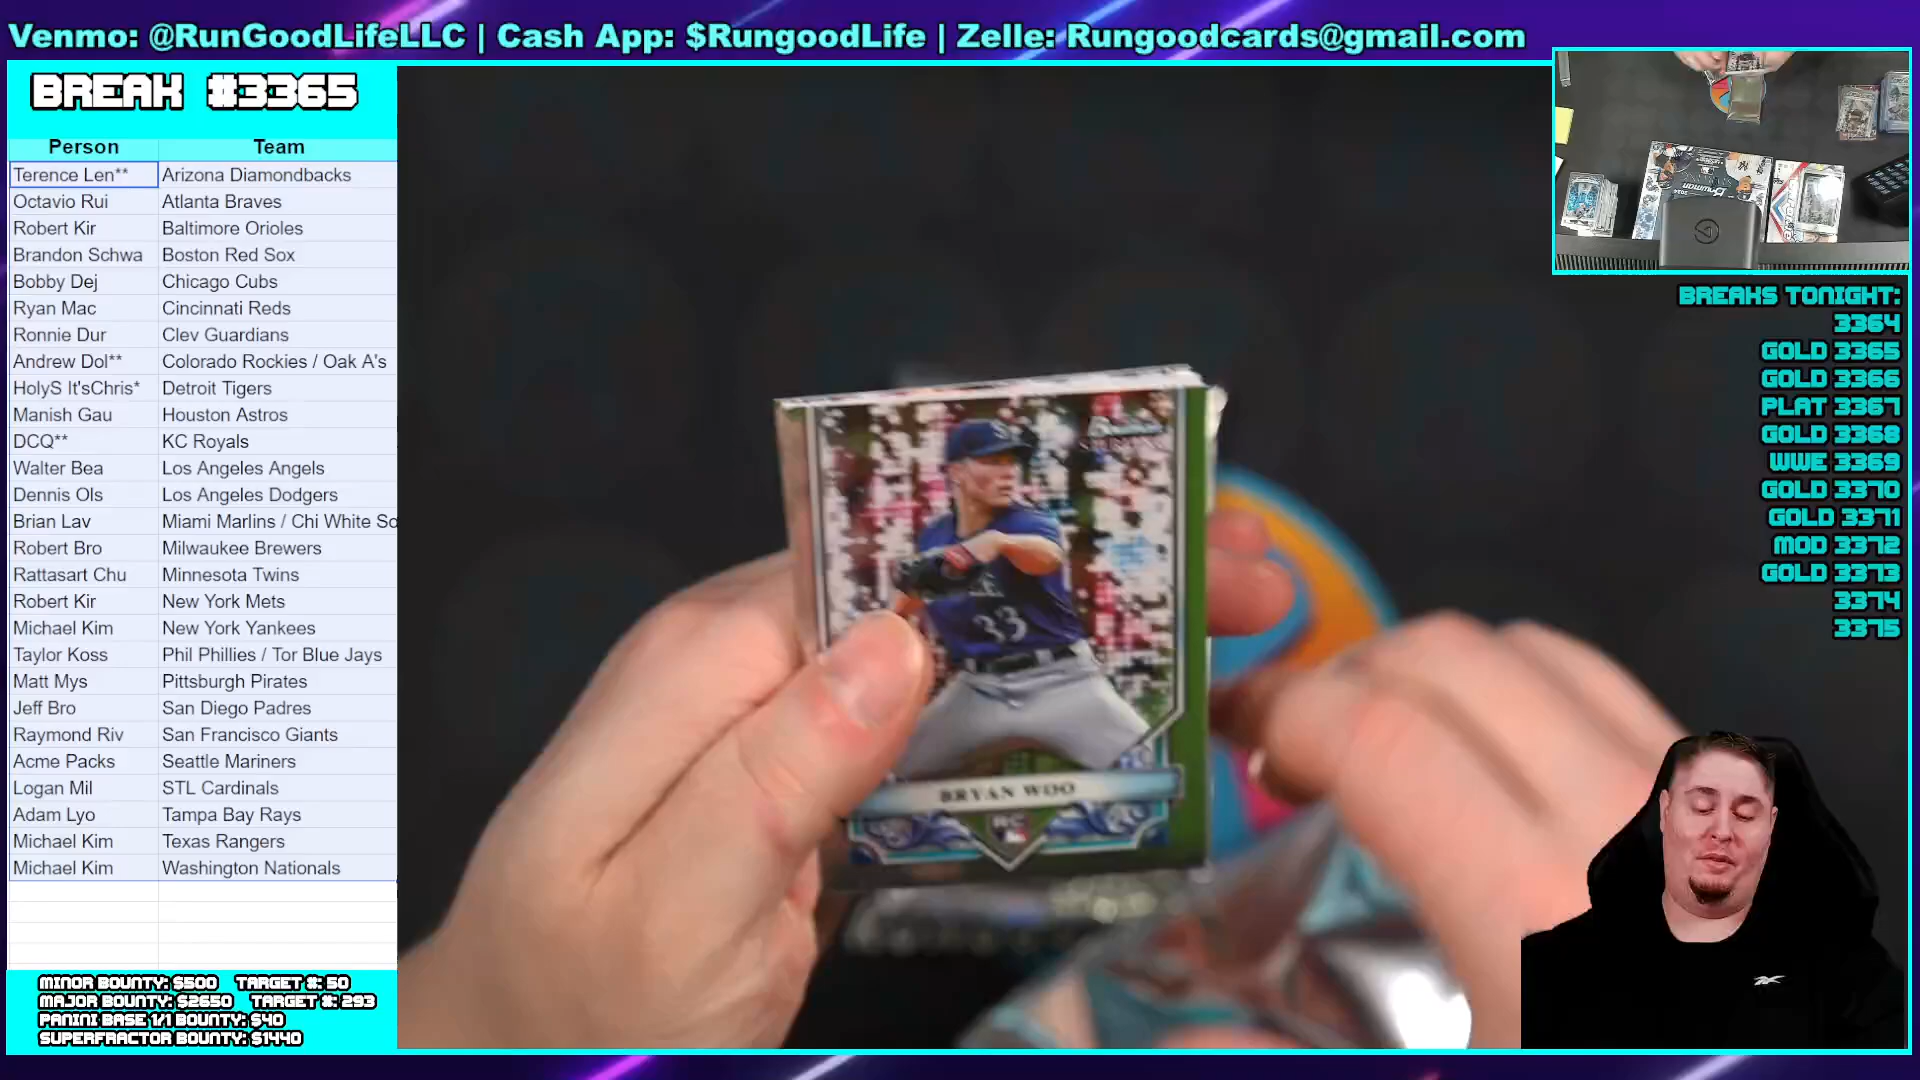 Venmo: @RunGoodLifeLLC | Cash App: $RungoodLife | Zelle: Rungoodcards@gmail.com
BREAK #3365
Person Team
Terence Len** Arizona Diamondbacks
Octavio Rui Atlanta Braves
Robert Kir Baltimore Orioles
Brandon Schwa Boston Red Sox
Bobby Dej Chicago Cubs
Ryan Mac Cincinnati Reds
Ronnie Dur Clev Guardians
Andrew Dol** Colorado Rockies / Oak A's
HolyS It'sChris* Detroit Tigers
Manish Gau Houston Astros
DCQ** KC Royals
Walter Bea Los Angeles Angels
Dennis Ols Los Angeles Dodgers
Brian Lav Miami Marlins / Chi White So
Robert Bro Milwaukee Brewers
Rattasart Chu Minnesota Twins
Robert Kir New York Mets
Michael Kim New York Yankees
Taylor Koss Phil Phillies / Tor Blue Jays
Matt Mys Pittsburgh Pirates
Jeff Bro San Diego Padres
Raymond Riv San Francisco Giants
Acme Packs Seattle Mariners
Logan Mil STL Cardinals
Adam Lyo Tampa Bay Rays
Michael Kim Texas Rangers
Michael Kim Washington Nationals
MINOR BOUNTY: $500 TARGET #: 50
MAJOR BOUNTY: $2650 TARGET #: 293
PANINI BASE 1/1 BOUNTY: $40
SUPERFRACTOR BOUNTY: $1440
33
BRYAN WOO
RC
BREAKS TONIGHT:
3364
GOLD 3365
GOLD 3366
PLAT 3367
GOLD 3368
WWE 3369
GOLD 3370
GOLD 3371
MOD 3372
GOLD 3373
3374
3375
Bowman